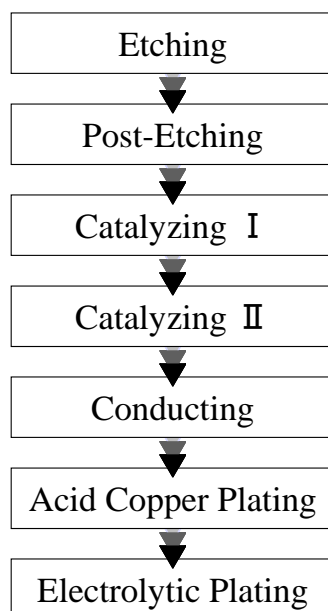 Etching
Post-Etching
Catalyzing Ⅰ
Catalyzing Ⅱ
Conducting
Acid Copper Plating
Electrolytic Plating